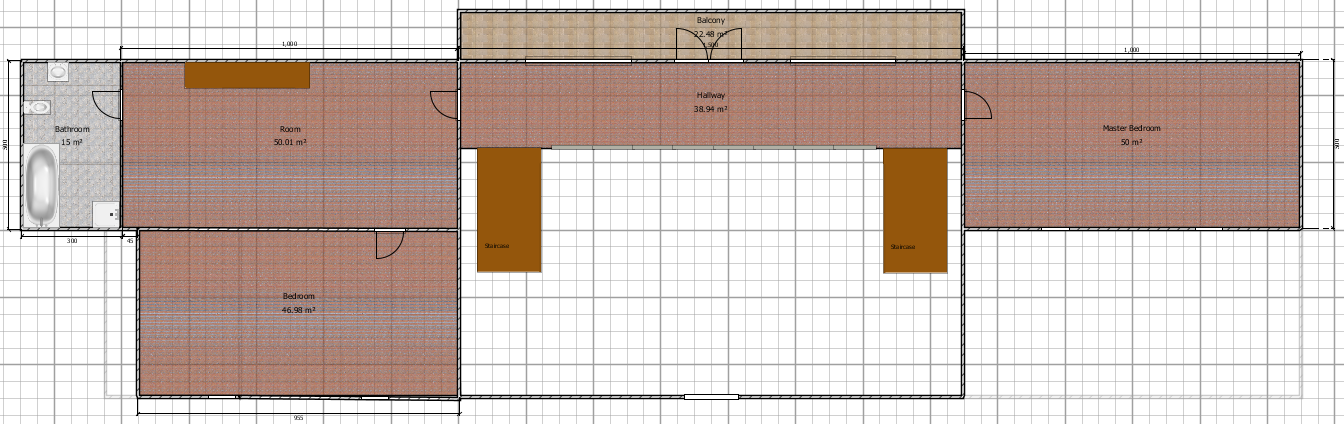 Balcony
22.48 m²
1,500
1,000
1,000
Hallway
38.94 m²
Bathroom
15 m²
Room
50.01 m²
Master Bedroom
50 m²
500
500
300
45
Staircase
Staircase
Bedroom
46.98 m²
955